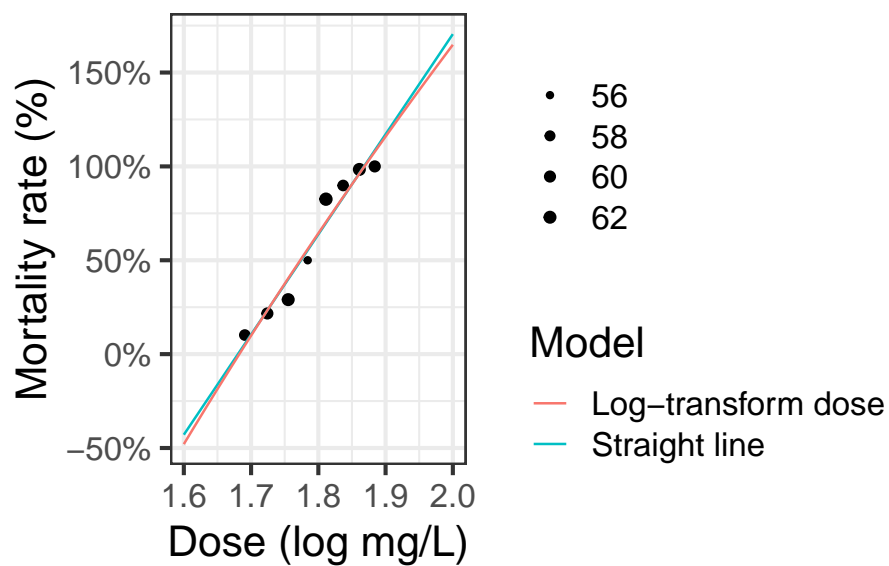 150%
100%
50%
0%
−50%
Mortality rate (%)
1.6 1.7 1.8 1.9 2.0
Dose (log mg/L)
56
58
60
62
Model
Log−transform dose
Straight line